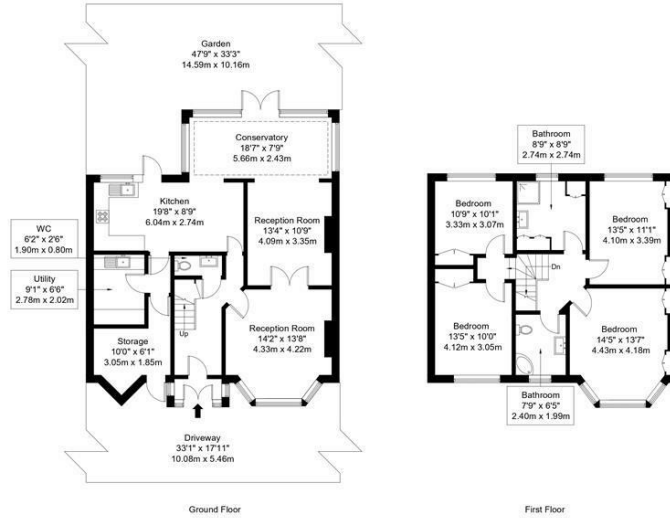 Garden
47'9" x 33'3"
14.59m x 10.16m
Conservatory
18'7" x 7'9"
5.66m x 2.43m
Kitchen
19'8" x 8'9"
6.04m x 2.74m
Reception Room
13'4" x 10'9"
4.09m x 3.35m
WC
6'2" x 2'6"
1.90m x 0.80m
Utility
9'1" x 6'6"
2.78m x 2.02m
Storage
10'0" x 6'1"
3.05m x 1.85m
Up
Reception Room
14'2" x 13'8"
4.33m x 4.22m
Driveway
33'1" x 17'11"
10.08m x 5.46m
Ground Floor
Bathroom
8'9" x 8'9"
2.74m x 2.74m
Bedroom
10'9" x 10'1"
3.33m x 3.07m
Bedroom
13'5" x 11'1"
4.10m x 3.39m
Dn
Bedroom
13'5" x 10'0"
4.12m x 3.05m
Bedroom
14'5" x 13'7"
4.43m x 4.18m
Bathroom
7'9" x 6'5"
2.40m x 1.99m
First Floor